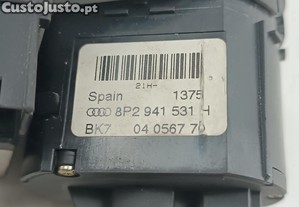 CustoJusto.pt
21H-
Spain 1375
8P2 941 531 H
BK7 04 0567 70